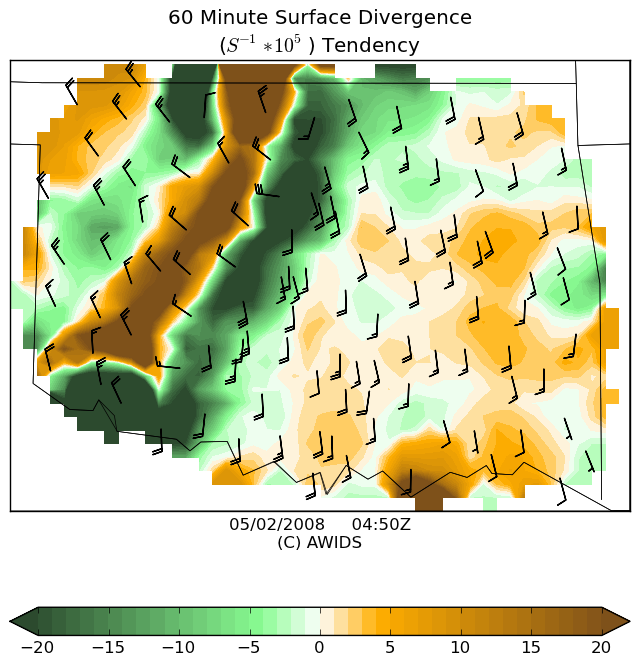 60 Minute Surface Divergence
(S⁻¹ * 10⁵ ) Tendency
05/02/2008 04:50Z
(C) AWIDS
−20 −15 −10 −5 0 5 10 15 20